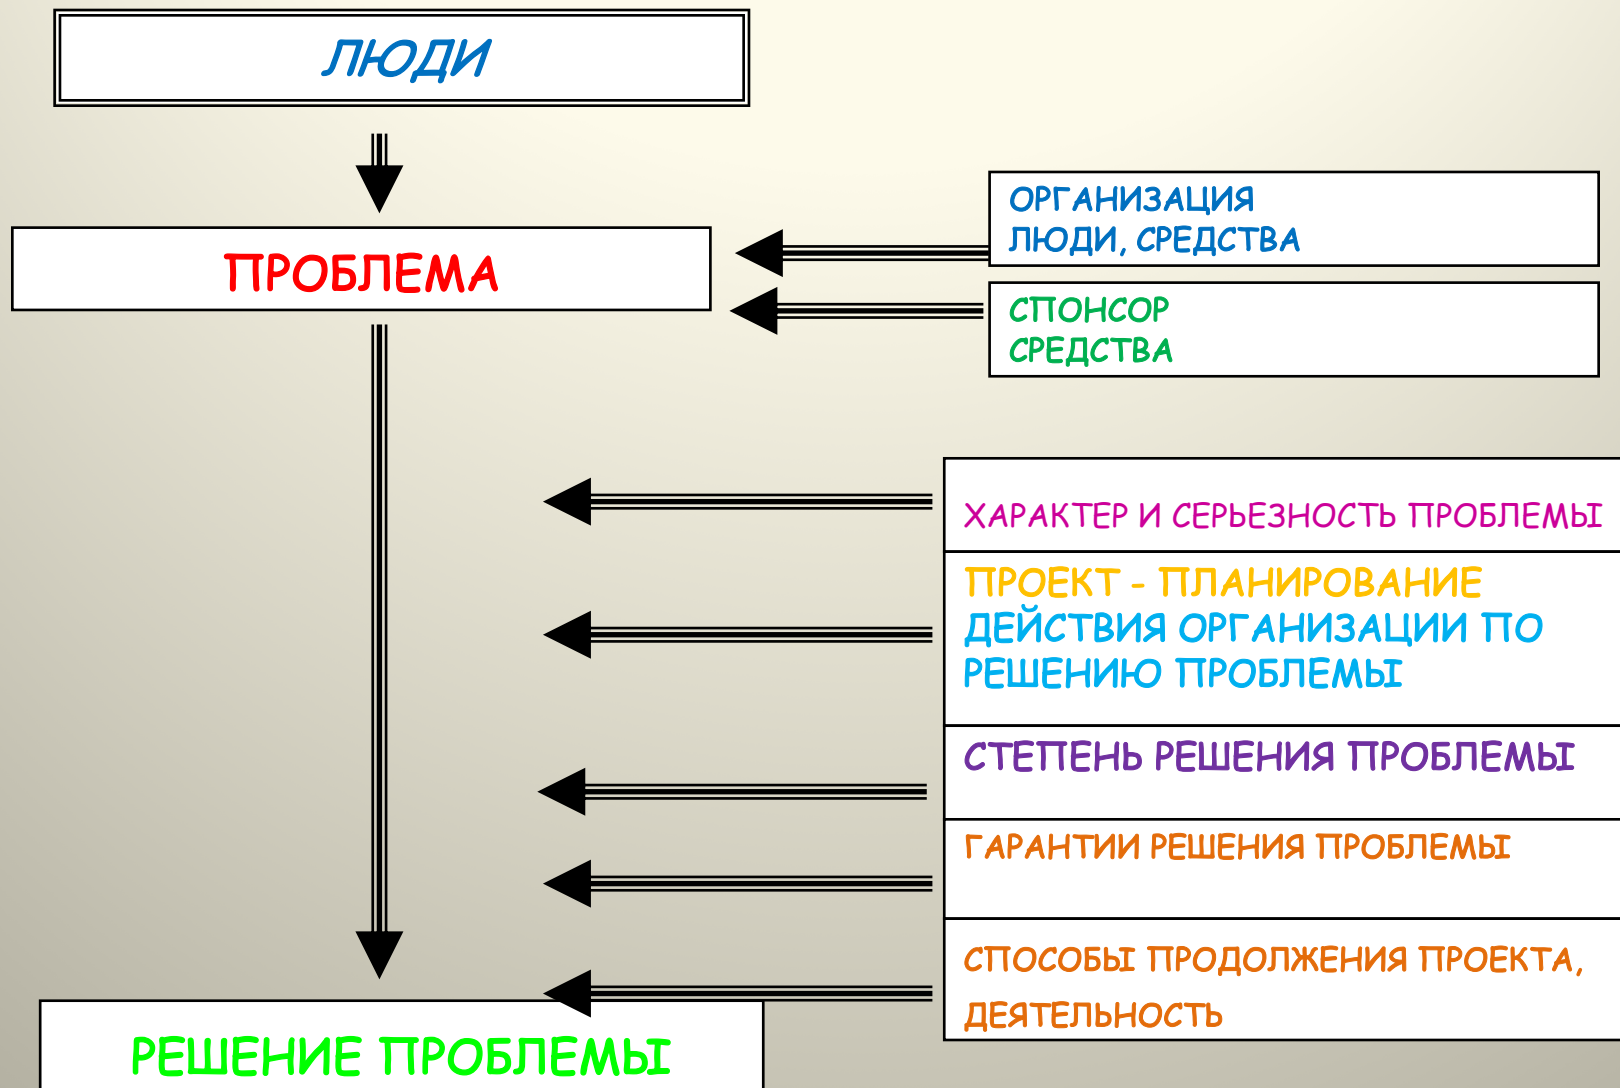 ЛЮДИ
ПРОБЛЕМА
ОРГАНИЗАЦИЯ
ЛЮДИ, СРЕДСТВА
СПОНСОР
СРЕДСТВА
ХАРАКТЕР И СЕРЬЕЗНОСТЬ ПРОБЛЕМЫ
ПРОЕКТ - ПЛАНИРОВАНИЕ
ДЕЙСТВИЯ ОРГАНИЗАЦИИ ПО
РЕШЕНИЮ ПРОБЛЕМЫ
СТЕПЕНЬ РЕШЕНИЯ ПРОБЛЕМЫ
ГАРАНТИИ РЕШЕНИЯ ПРОБЛЕМЫ
СПОСОБЫ ПРОДОЛЖЕНИЯ ПРОЕКТА,
ДЕЯТЕЛЬНОСТЬ
РЕШЕНИЕ ПРОБЛЕМЫ